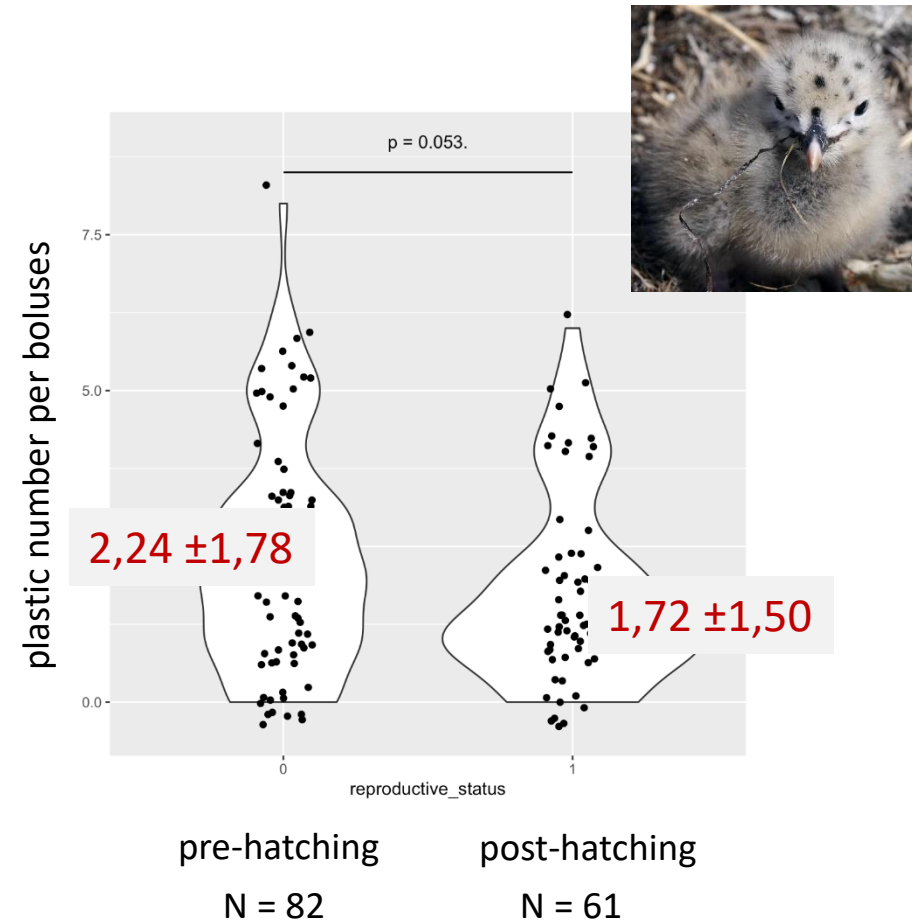 p = 0.053.
plastic number per boluses
7.5
5.0
2,24 ±1,78
1,72 ±1,50
0.0
0
1
reproductive_status
pre-hatching
post-hatching
N = 82
N = 61